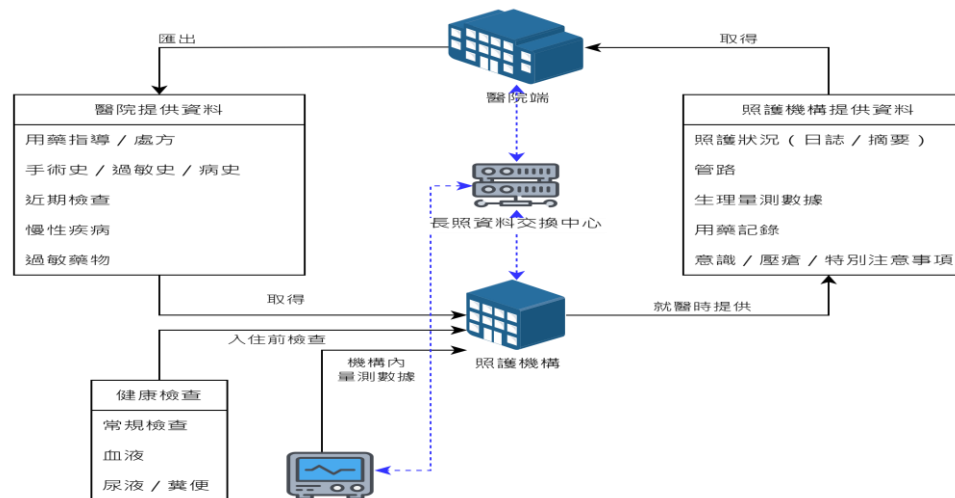 匯出
取得
醫院端
醫院提供資料
用藥指導 / 處方
手術史 / 過敏史 / 病史
近期檢查
慢性疾病
過敏藥物
照護機構提供資料
照護狀況 ( 日誌 / 摘要 )
管路
生理量測數據
用藥記錄
意識 / 壓瘡 / 特別注意事項
長照資料交換中心
取得
就醫時提供
入住前檢查
照護機構
機構內
量測數據
健康檢查
常規檢查
血液
尿液 / 糞便